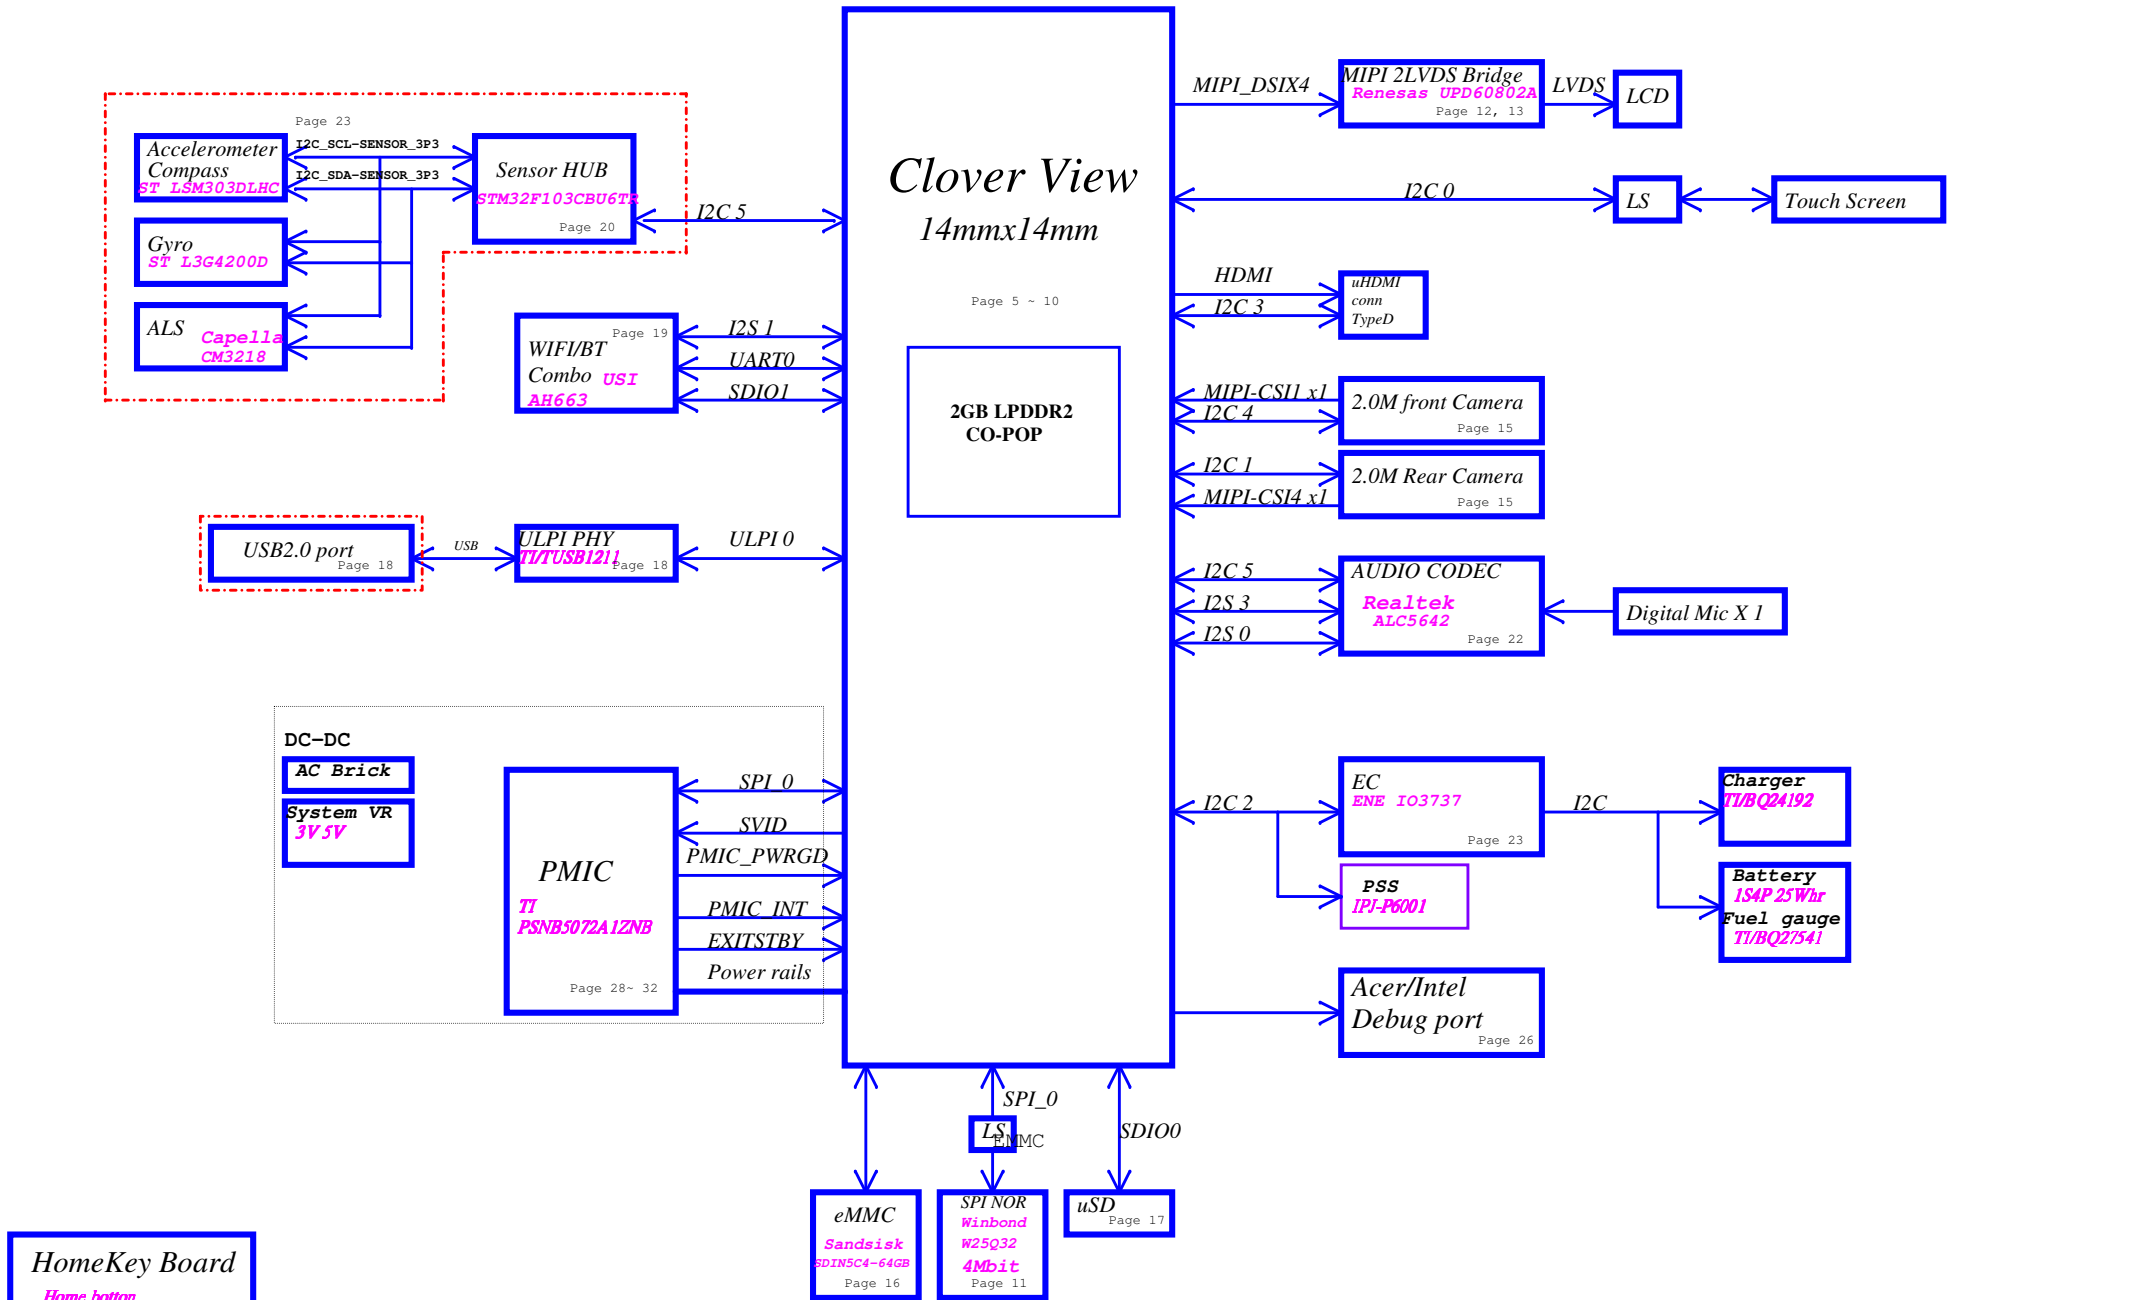 Clover View
14mmx14mm
Page 5 ~ 10
2GB LPDDR2
CO-POP
Page 23
Accelerometer
Compass
ST LSM303DLHC
I2C_SCL-SENSOR_3P3
I2C_SDA-SENSOR_3P3
Sensor HUB
STM32F103CBU6TR
Page 20
I2C 5
Gyro
ST L3G4200D
ALS
Capella
CM3218
Page 19
WIFI/BT
Combo USI
AH663
I2S 1
UART0
SDIO1
USB2.0 port
Page 18
USB
ULPI PHY
TI/TUSB1211
Page 18
ULPI 0
DC-DC
AC Brick
System VR
3V 5V
PMIC
TI
PSNB5072A1ZNB
Page 28~ 32
SPI_0
SVID
PMIC_PWRGD
PMIC_INT
EXITSTBY
Power rails
MIPI_DSIX4
MIPI 2LVDS Bridge
Renesas UPD60802A
Page 12, 13
LVDS
LCD
I2C 0
LS
Touch Screen
HDMI
I2C 3
uHDMI
conn
TypeD
MIPI-CSI1 x1
I2C 4
2.0M front Camera
Page 15
I2C 1
MIPI-CSI4 x1
2.0M Rear Camera
Page 15
I2C 5
I2S 3
I2S 0
AUDIO CODEC
Realtek
ALC5642
Page 22
Digital Mic X 1
I2C 2
EC
ENE IO3737
Page 23
I2C
Charger
TI/BQ24192
PSS
IPJ-P6001
Battery
1S4P 25Whr
Fuel gauge
TI/BQ27541
Acer/Intel
Debug port
Page 26
SPI_0
LS
EMMC
SDIO0
eMMC
Sandsisk
SDIN5C4-64GB
Page 16
SPI NOR
Winbond
W25Q32
4Mbit
Page 11
uSD
Page 17
HomeKey Board
Home botton